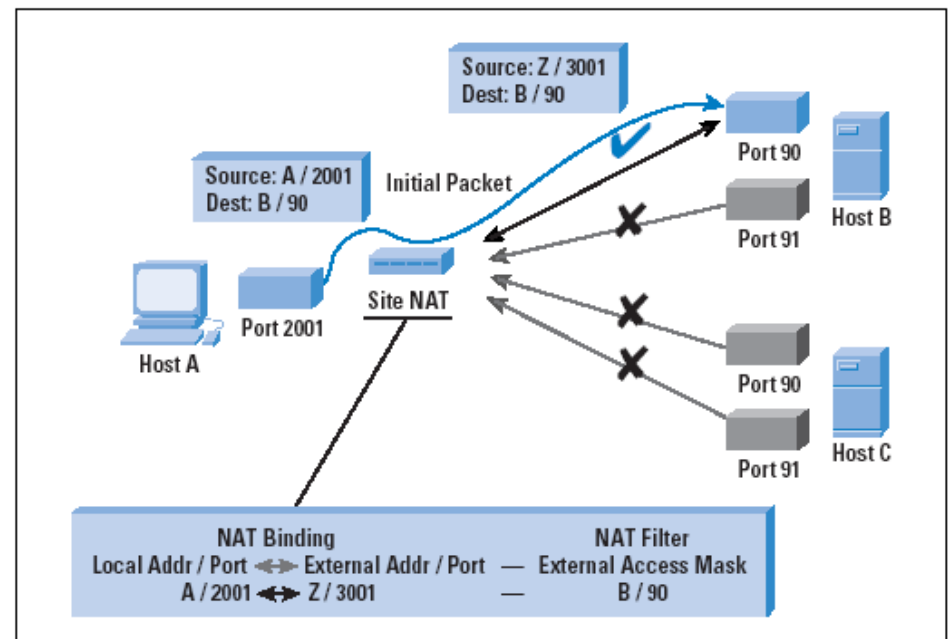 Source: Z / 3001
Dest: B / 90
Source: A / 2001
Dest: B / 90
Initial Packet
Port 90
Host B
Port 91
Site NAT
Port 2001
Host A
Port 90
Host C
Port 91
NAT Binding NAT Filter
Local Addr / Port External Addr / Port — External Access Mask
A / 2001 Z / 3001 — B / 90